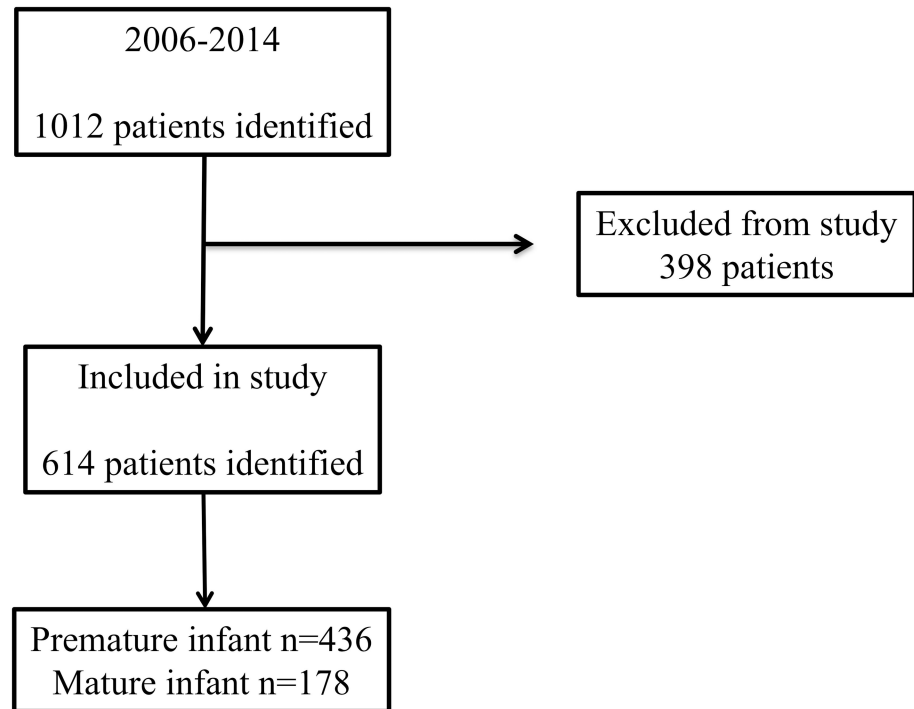 2006-2014
1012 patients identified
Excluded from study
398 patients
Included in study
614 patients identified
Premature infant n=436
Mature infant n=178